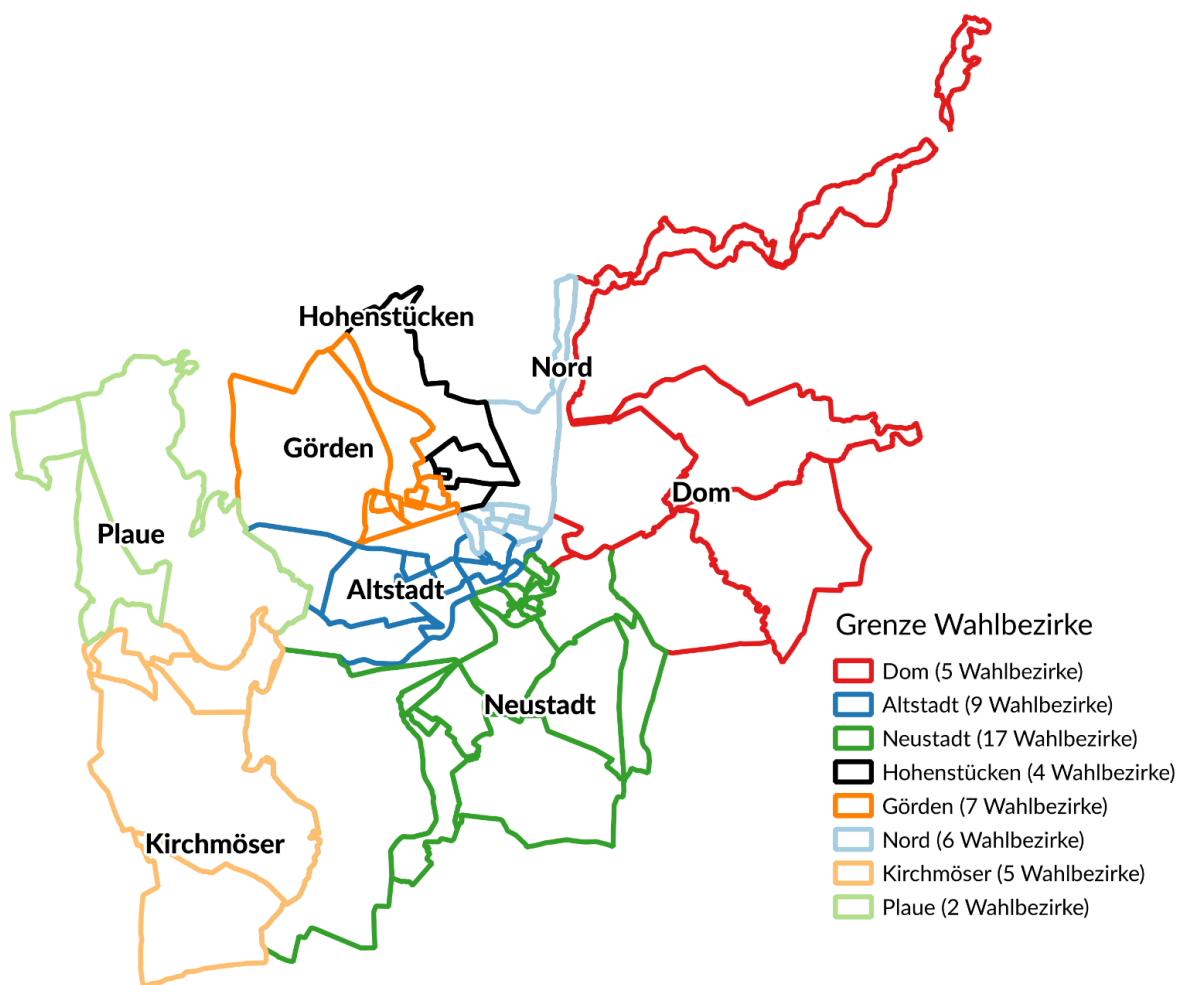 Hohenstücken
Nord
Görden
Dom
Plaue
Altstadt
Neustadt
Kirchmöser
Grenze Wahlbezirke
Dom (5 Wahlbezirke)
Altstadt (9 Wahlbezirke)
Neustadt (17 Wahlbezirke)
Hohenstücken (4 Wahlbezirke)
Görden (7 Wahlbezirke)
Nord (6 Wahlbezirke)
Kirchmöser (5 Wahlbezirke)
Plaue (2 Wahlbezirke)